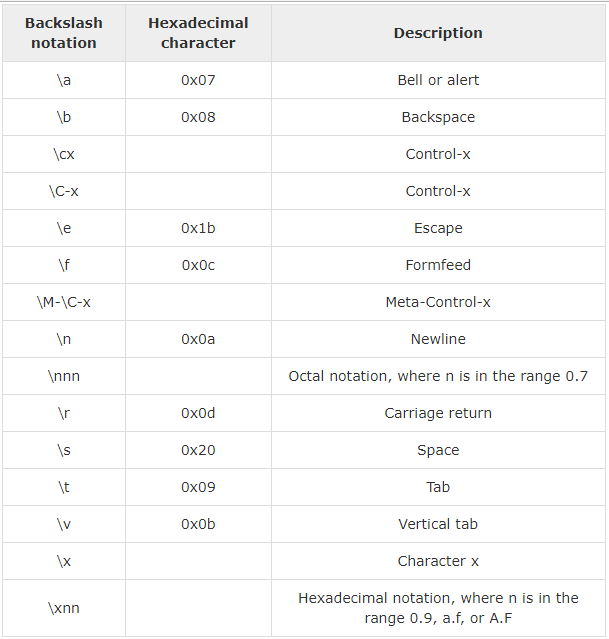 Backslash notation Hexadecimal character Description
\a 0x07 Bell or alert
\b 0x08 Backspace
\cx Control-x
\C-x Control-x
\e 0x1b Escape
\f 0x0c Formfeed
\M-\C-x Meta-Control-x
\n 0x0a Newline
\nnn Octal notation, where n is in the range 0.7
\r 0x0d Carriage return
\s 0x20 Space
\t 0x09 Tab
\v 0x0b Vertical tab
\x Character x
\xnn Hexadecimal notation, where n is in the
range 0.9, a.f, or A.F